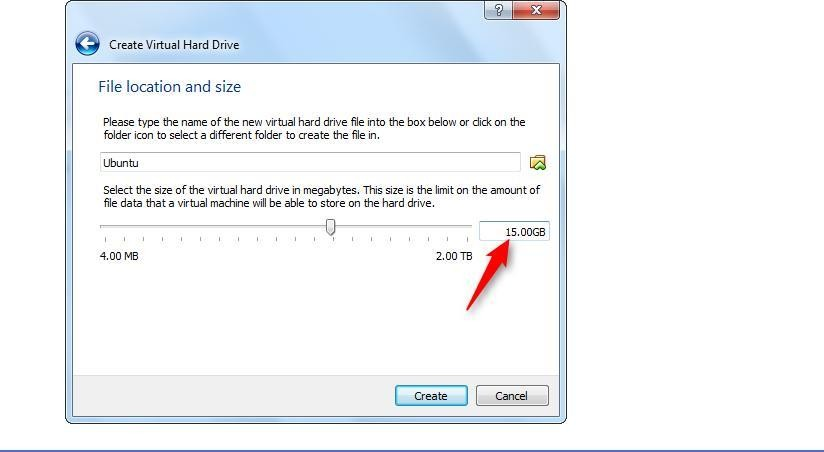 ?
Create Virtual Hard Drive
File location and size
Please type the name of the new virtual hard drive file into the box below or click on the
folder icon to select a different folder to create the file in.
Ubuntu
Select the size of the virtual hard drive in megabytes. This size is the limit on the amount of
file data that a virtual machine will be able to store on the hard drive.
15.00GB
4.00 MB 2.00 TB
Create Cancel